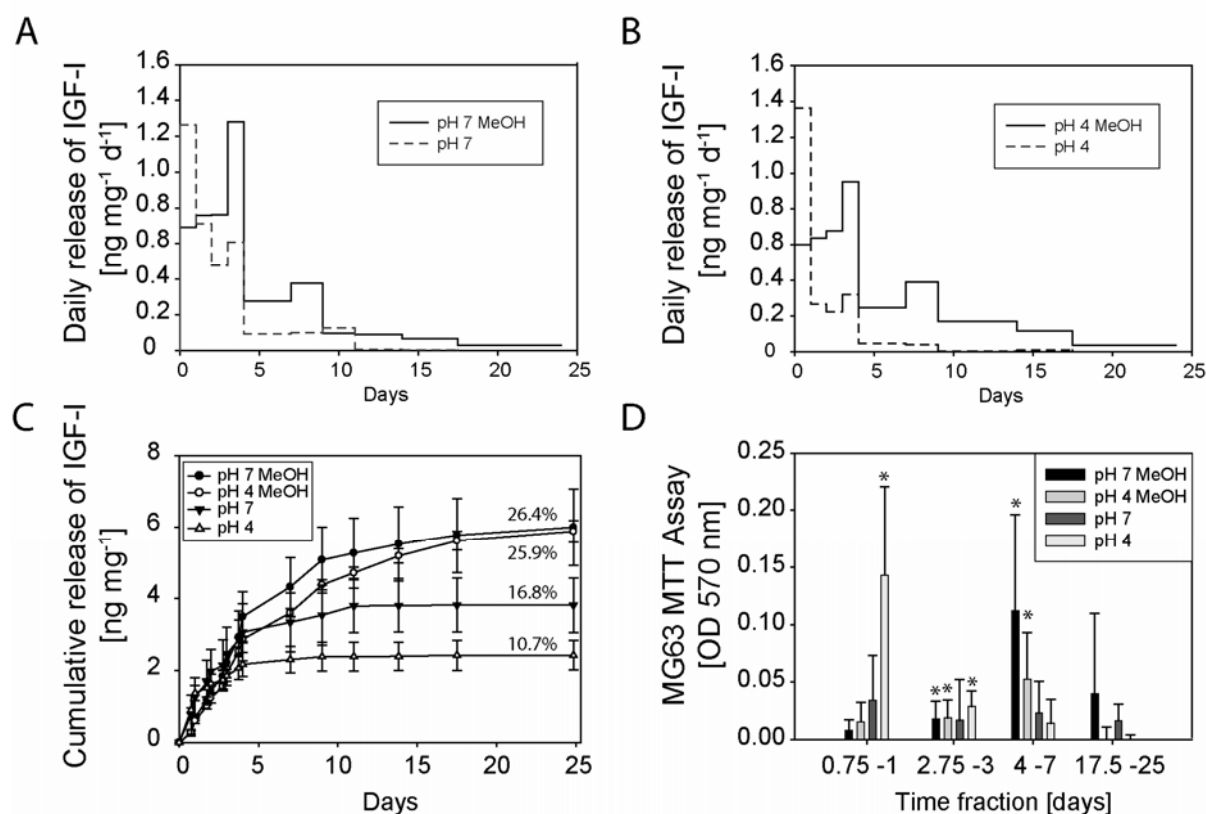 A
Daily release of IGF-I
[ng mg⁻¹ d⁻¹]
1.6
1.4
1.2
1.0
0.8
0.6
0.4
0.2
0
pH 7 MeOH
pH 7
0 5 10 15 20 25
Days
B
Daily release of IGF-I
[ng mg⁻¹ d⁻¹]
1.6
1.4
1.2
1.0
0.8
0.6
0.4
0.2
0
pH 4 MeOH
pH 4
0 5 10 15 20 25
Days
C
Cumulative release of IGF-I
[ng mg⁻¹]
8
6
4
2
0
pH 7 MeOH
pH 4 MeOH
pH 7
pH 4
26.4%
25.9%
16.8%
10.7%
0 5 10 15 20 25
Days
D
MG63 MTT Assay
[OD 570 nm]
0.25
0.20
0.15
0.10
0.05
0.00
pH 7 MeOH
pH 4 MeOH
pH 7
pH 4
*
* * *
* *
0.75 -1 2.75 -3 4 -7 17.5 -25
Time fraction [days]